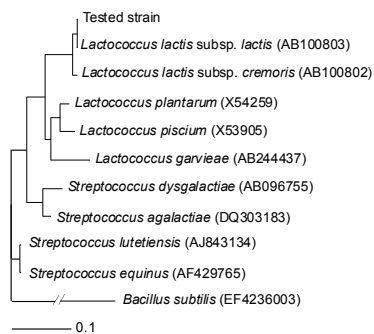 Tested strain
Lactococcus lactis subsp. lactis (AB100803)
Lactococcus lactis subsp. cremoris (AB100802)
Lactococcus plantarum (X54259)
Lactococcus piscium (X53905)
Lactococcus garvieae (AB244437)
Streptococcus dysgalactiae (AB096755)
Streptococcus agalactiae (DQ303183)
Streptococcus lutetiensis (AJ843134)
Streptococcus equinus (AF429765)
Bacillus subtilis (EF4236003)
0.1